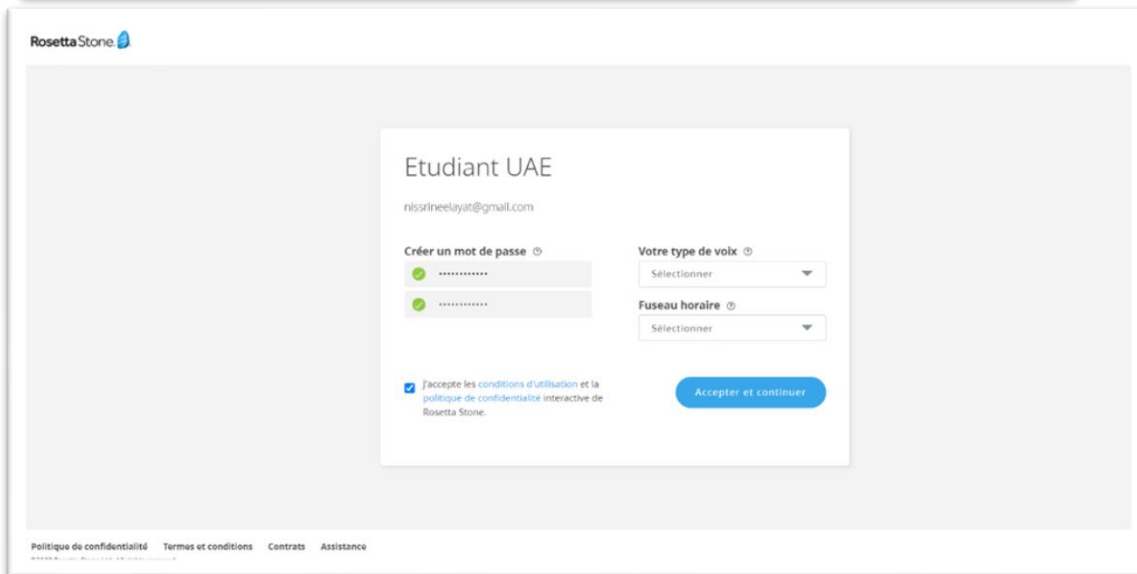 RosettaStone
Etudiant UAE
nissrineelayat@gmail.com
Créer un mot de passe
Votre type de voix
Sélectionner
Fuseau horaire
Sélectionner
J'accepte les conditions d'utilisation et la
politique de confidentialité interactive de
Rosetta Stone.
Accepter et continuer
Politique de confidentialité Termes et conditions Contrats Assistance